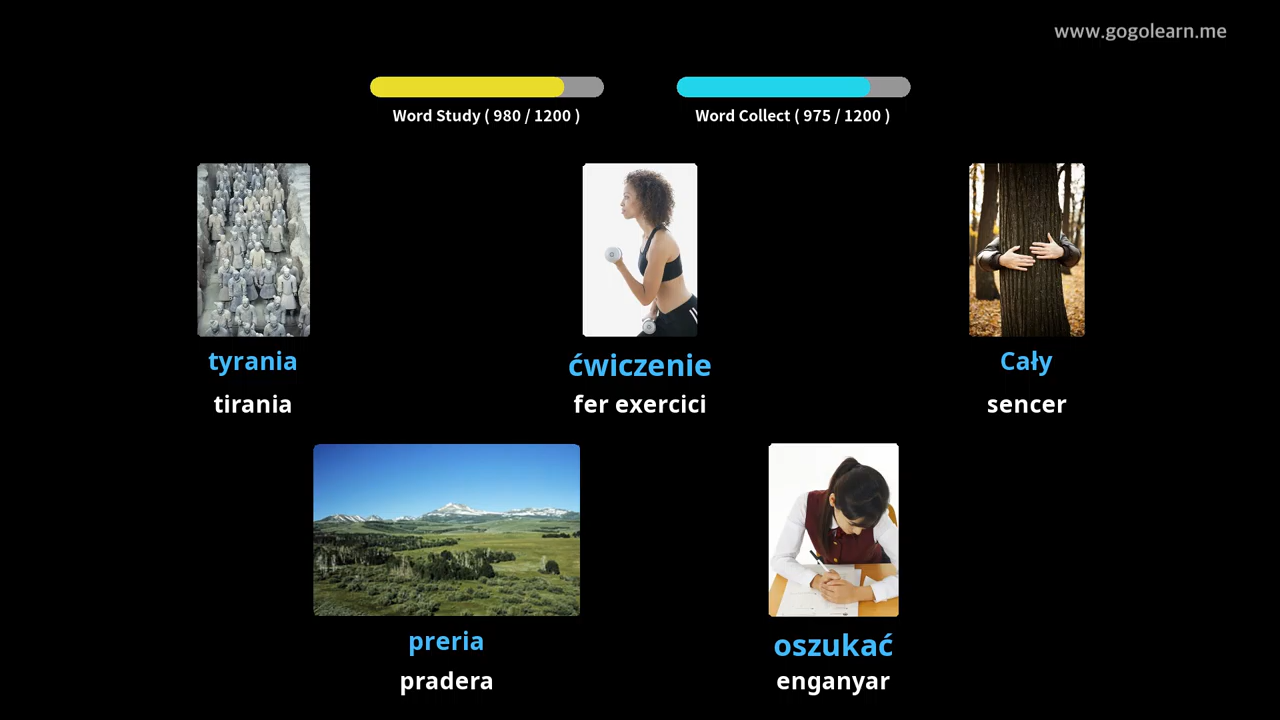 www.gogolearn.me
Word Study ( 980 / 1200 )
Word Collect ( 975 / 1200 )
tyrania
ćwiczenie
Cały
tirania
fer exercici
sencer
preria
oszukać
pradera
enganyar